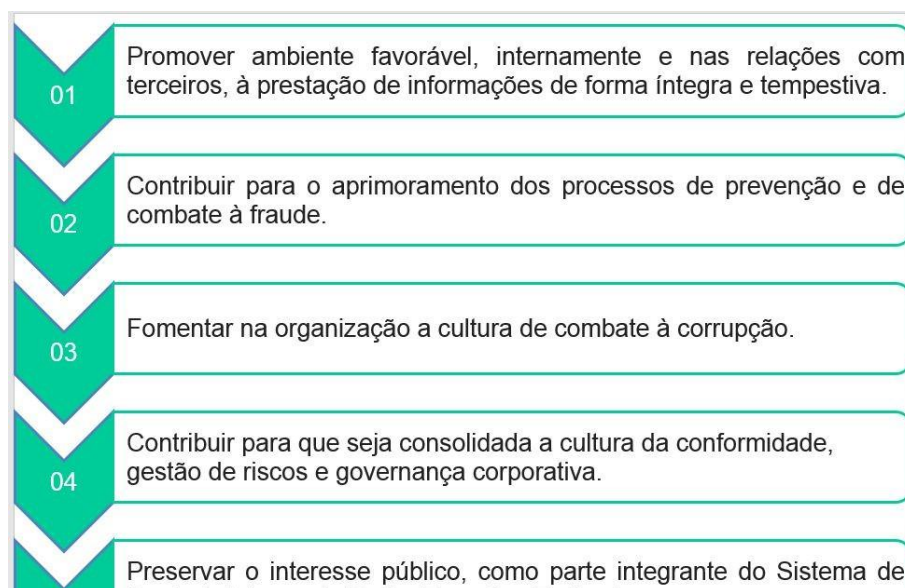 01
Promover ambiente favorável, internamente e nas relações com
terceiros, à prestação de informações de forma íntegra e tempestiva.
02
Contribuir para o aprimoramento dos processos de prevenção e de
combate à fraude.
03
Fomentar na organização a cultura de combate à corrupção.
04
Contribuir para que seja consolidada a cultura da conformidade,
gestão de riscos e governança corporativa.
Preservar o interesse público, como parte integrante do Sistema de